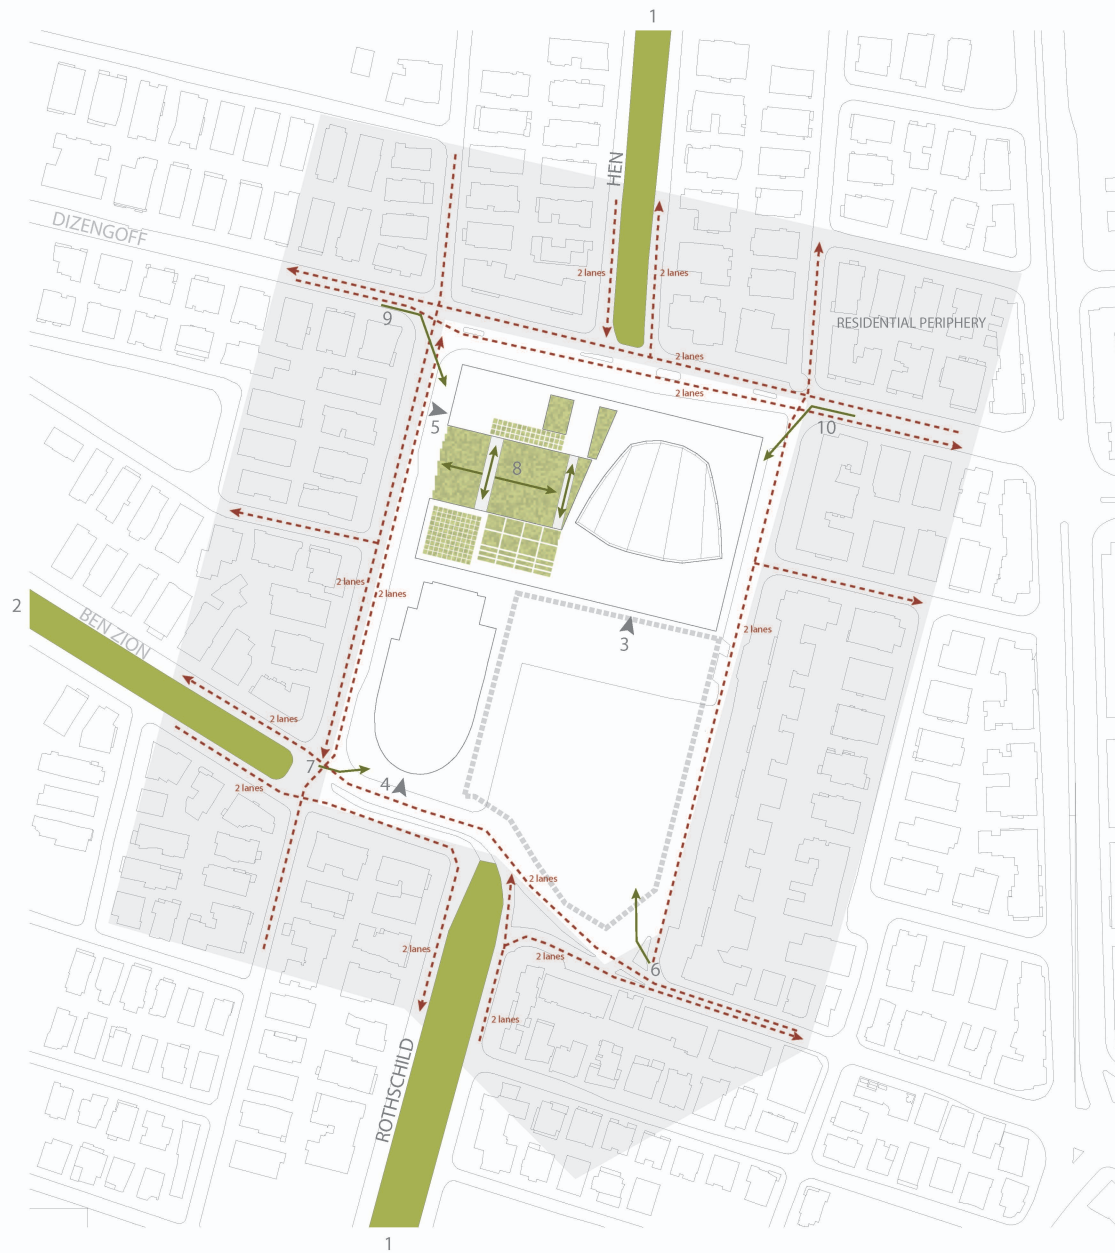 1
HEN
DIZENGOFF
2 lanes
2 lanes
9
RESIDENTIAL PERIPHERY
2 lanes
2 lanes
5
10
8
2 lanes
2 lanes
2
BEN ZION
2 lanes
3
2 lanes
7
4
2 lanes
2 lanes
2 lanes
2 lanes
6
2 lanes
ROTHSCHILD
1